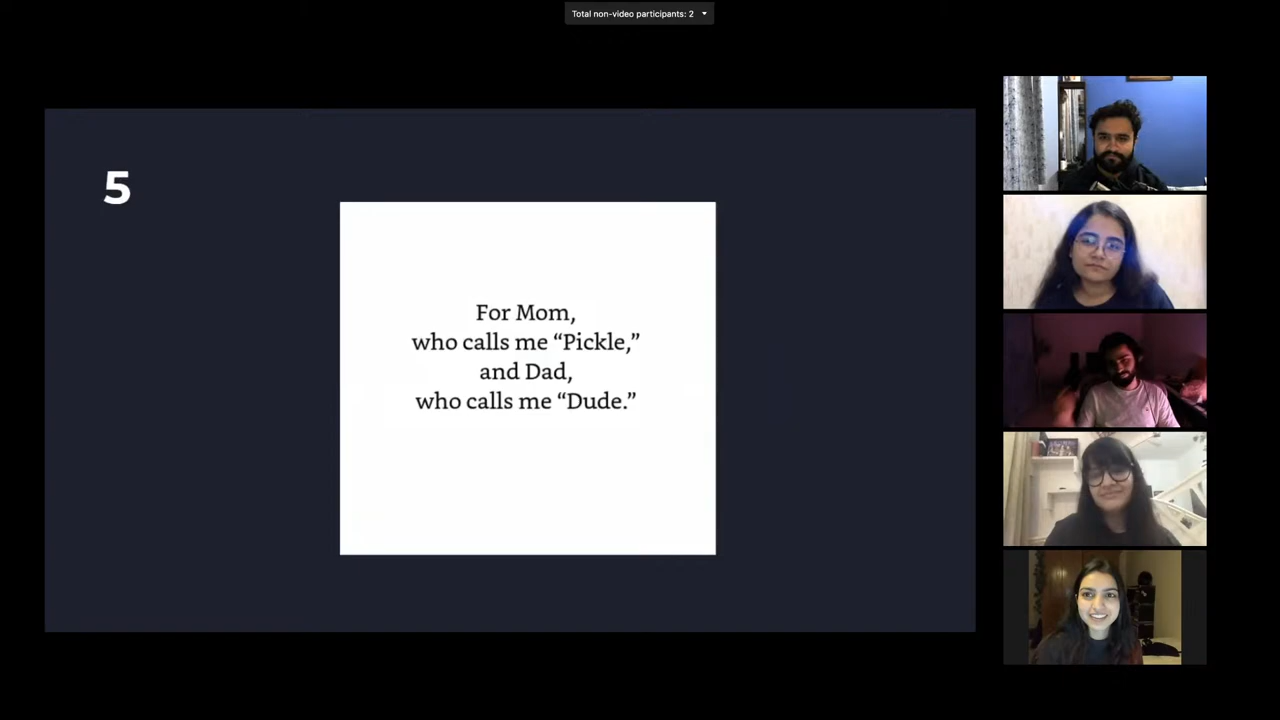 Total non-video participants: 2
5
For Mom,
who calls me “Pickle,”
and Dad,
who calls me “Dude.”